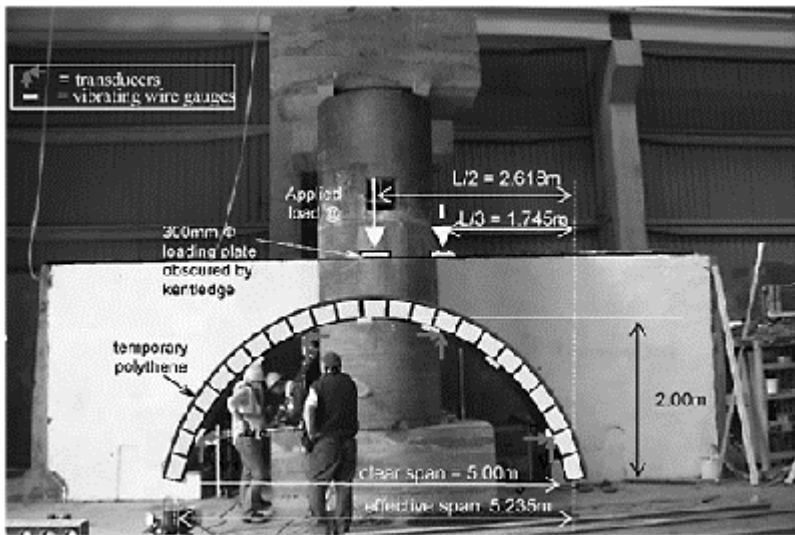 = transducers
= vibrating wire gauges
L/2 = 2.618m
Applied
load @
L/3 = 1.745m
300mm Φ
loading plate
obscured by
kentledge
temporary
polythene
2.00m
clear span = 5.00m
effective span 5.235m